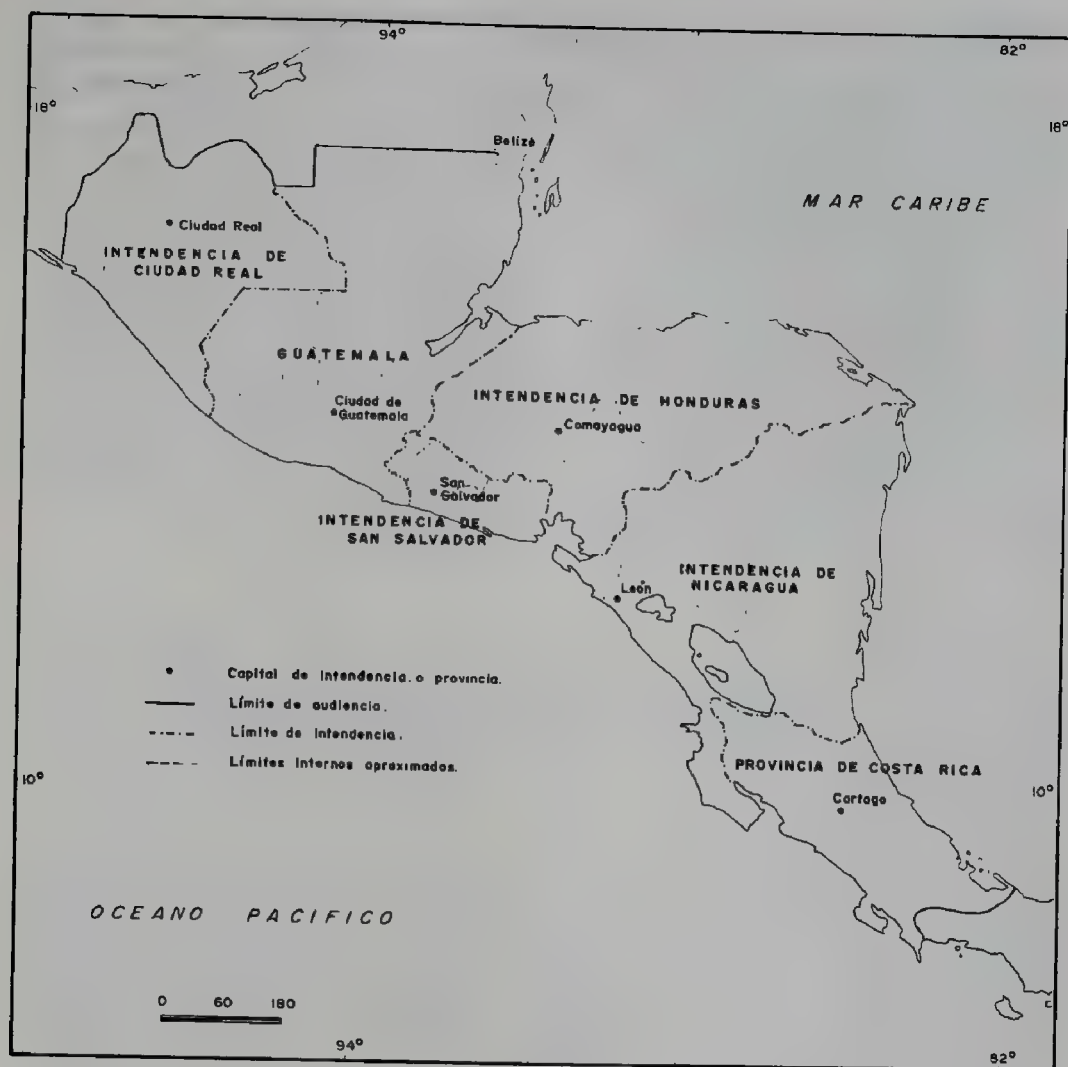 94°
82°
18°
18°
Belizé
MAR CARIBE
Ciudad Real
INTENDENCIA DE
CIUDAD REAL
GUATEMALA
Ciudad de
Guatemala
INTENDENCIA DE HONDURAS
Comayagua
San
Salvador
INTENDENCIA DE
SAN SALVADOR
INTENDENCIA DE
NICARAGUA
León
Capital de intendencia o provincia.
Límite de audiencia.
Límite de intendencia.
Límites internos aproximados.
10°
10°
PROVINCIA DE COSTA RICA
Cartago
OCEANO PACIFICO
0 60 180
94°
82°